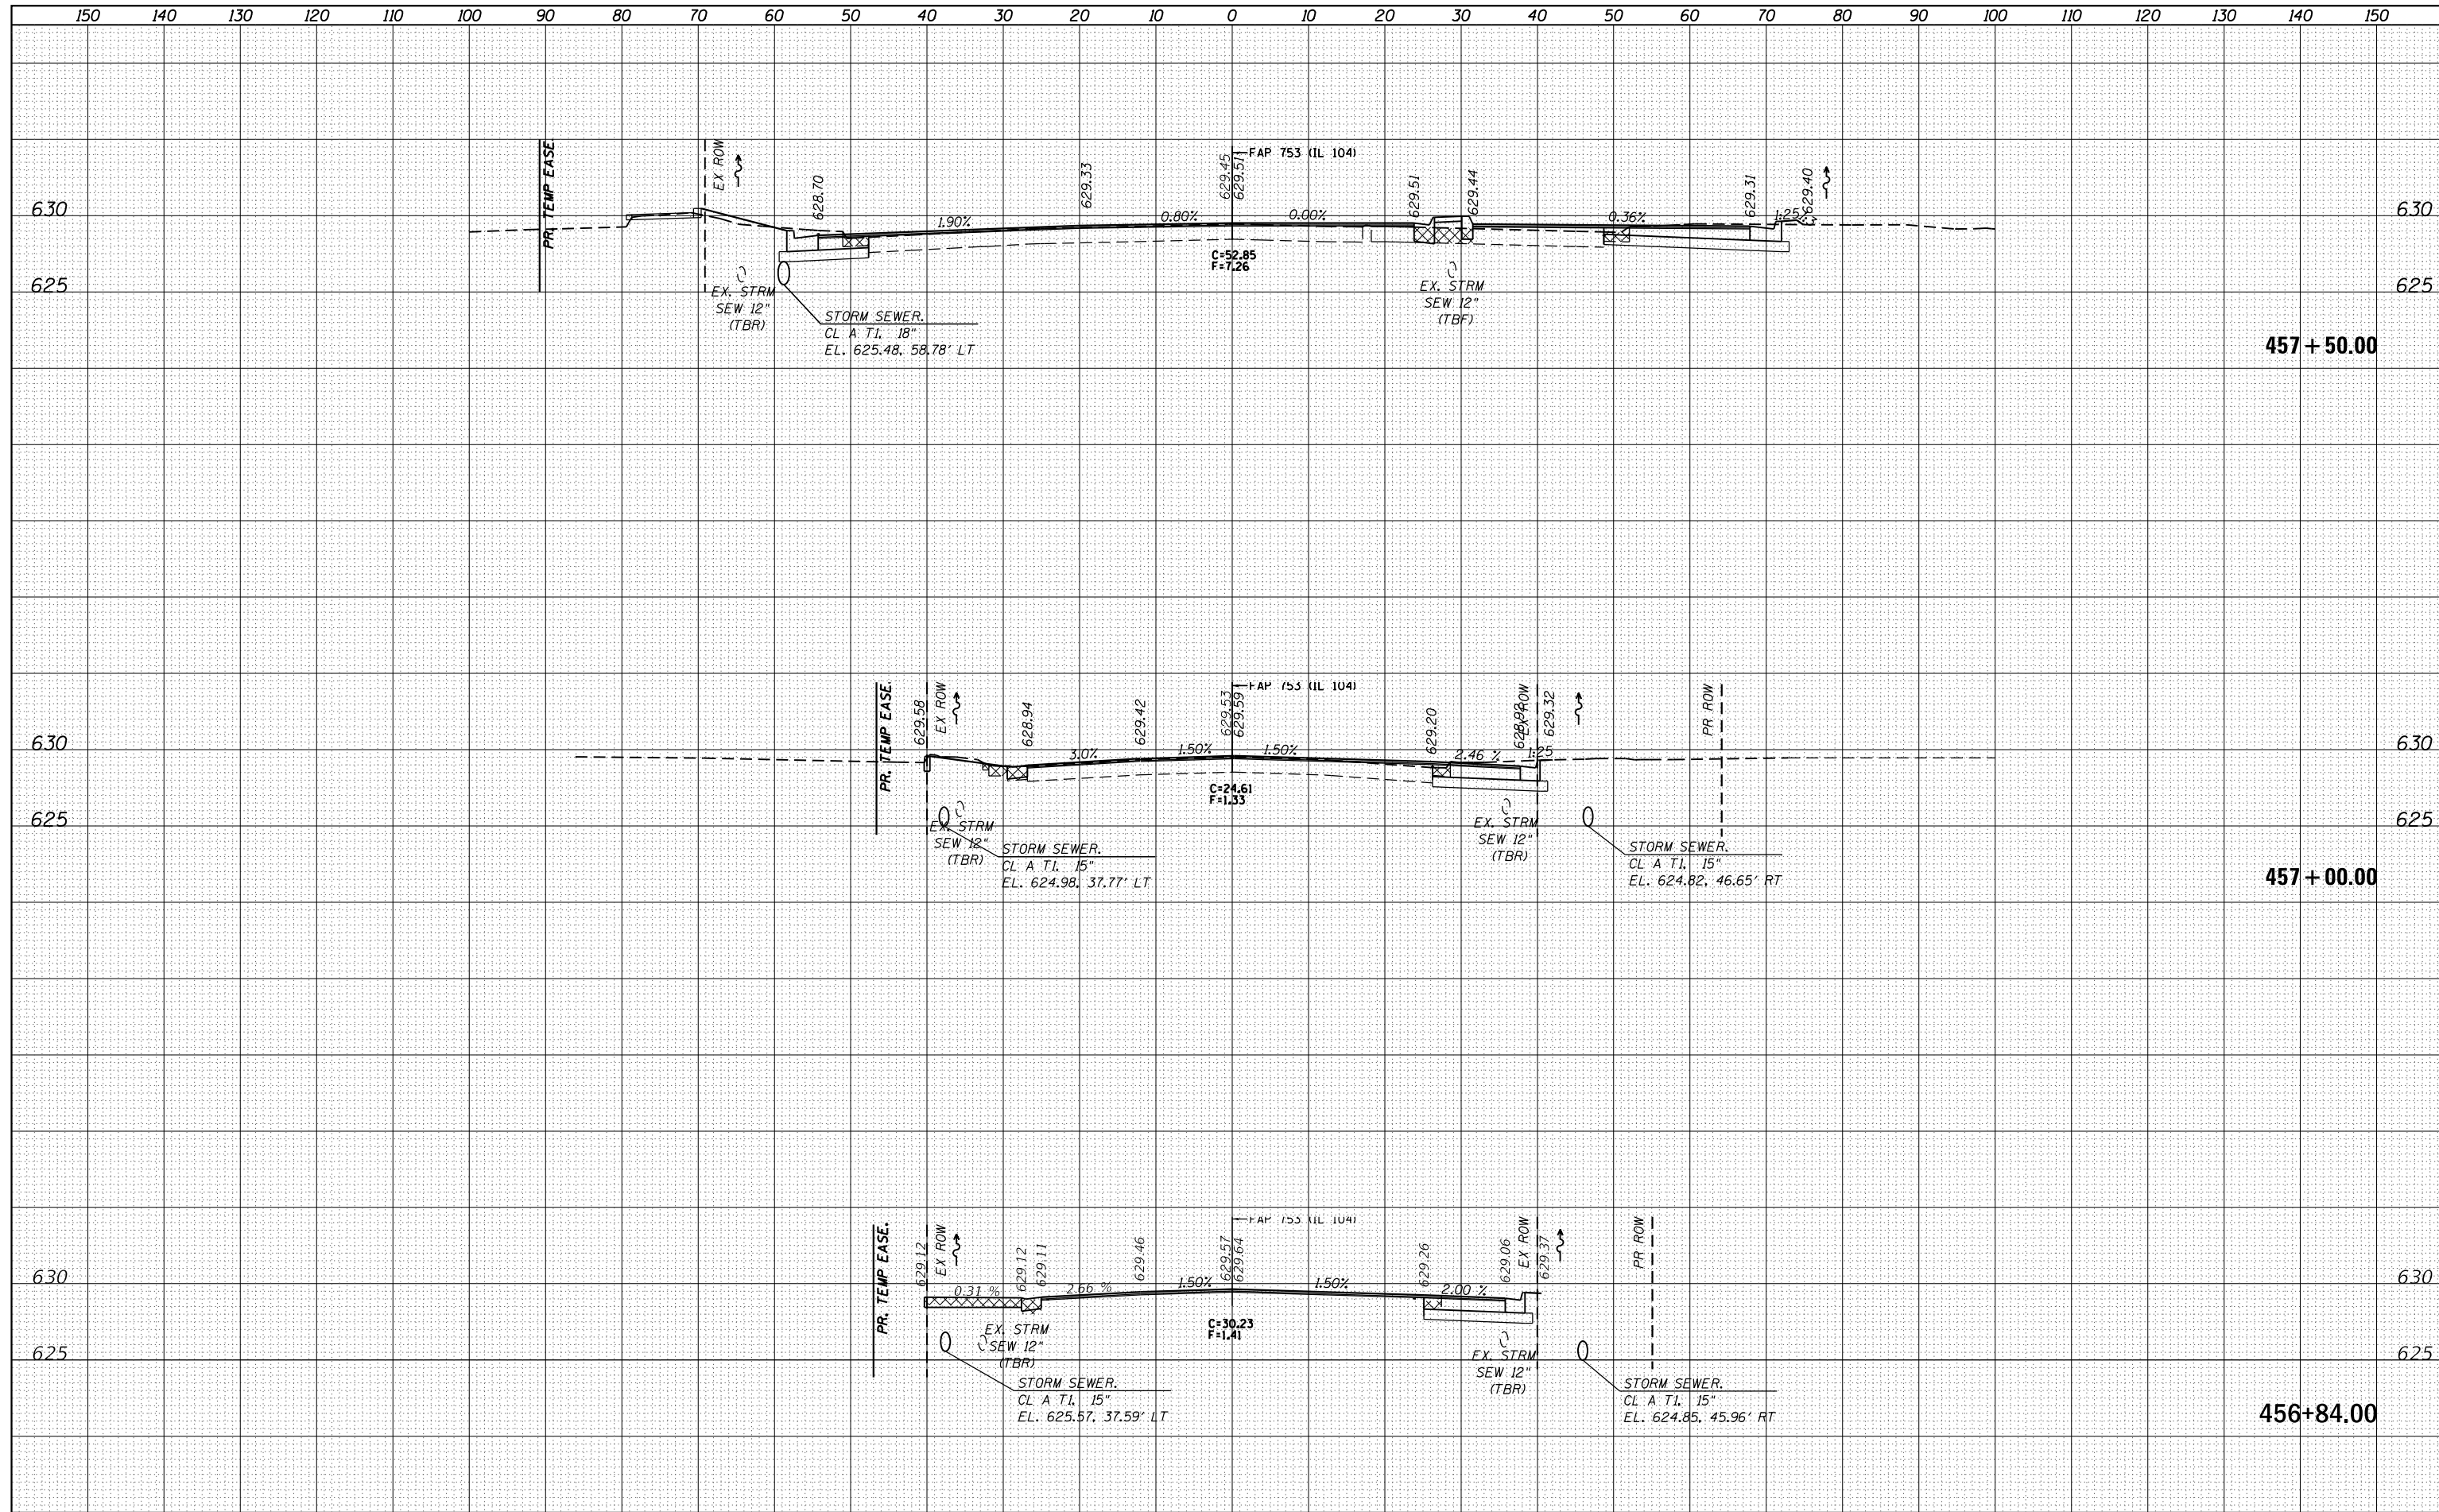 150 140 130 120 110 100 90 80 70 60 50 40 30 20 10 0 10 20 30 40 50 60 70 80 90 100 110 120 130 140 150
PR. TEMP EASE.
EX ROW
628.70
629.33
629.45
629.51
FAP 753 (IL 104)
629.51
629.44
629.31
629.40
630
1.90%
0.80%
0.00%
0.36%
1:25
630
C=52.85
F=7.26
625
EX. STRM
SEW 12"
(TBR)
EX. STRM
SEW 12"
(TBF)
625
STORM SEWER.
CL A T1, 18"
EL. 625.48, 58.78' LT
457+50.00
PR. TEMP EASE.
629.58
EX ROW
628.94
629.42
629.53
629.59
FAP 753 (IL 104)
629.20
628.92
EX ROW
629.32
PR ROW
630
3.0%
1.50%
1.50%
2.46 %
1:25
630
C=24.61
F=1.33
625
EX. STRM
SEW 12"
(TBR)
EX. STRM
SEW 12"
(TBR)
625
STORM SEWER.
CL A T1, 15"
EL. 624.98, 37.77' LT
STORM SEWER.
CL A T1, 15"
EL. 624.82, 46.65' RT
457+00.00
PR. TEMP EASE.
629.12
EX ROW
629.12
629.11
629.46
629.57
629.64
FAP 753 (IL 104)
629.26
629.06
EX ROW
629.37
PR ROW
630
0.31 %
2.66 %
1.50%
1.50%
2.00 %
630
C=30.23
F=1.41
625
EX. STRM
SEW 12"
(TBR)
EX. STRM
SEW 12"
(TBR)
625
STORM SEWER.
CL A T1, 15"
EL. 625.57, 37.59' LT
STORM SEWER.
CL A T1, 15"
EL. 624.85, 45.96' RT
456+84.00